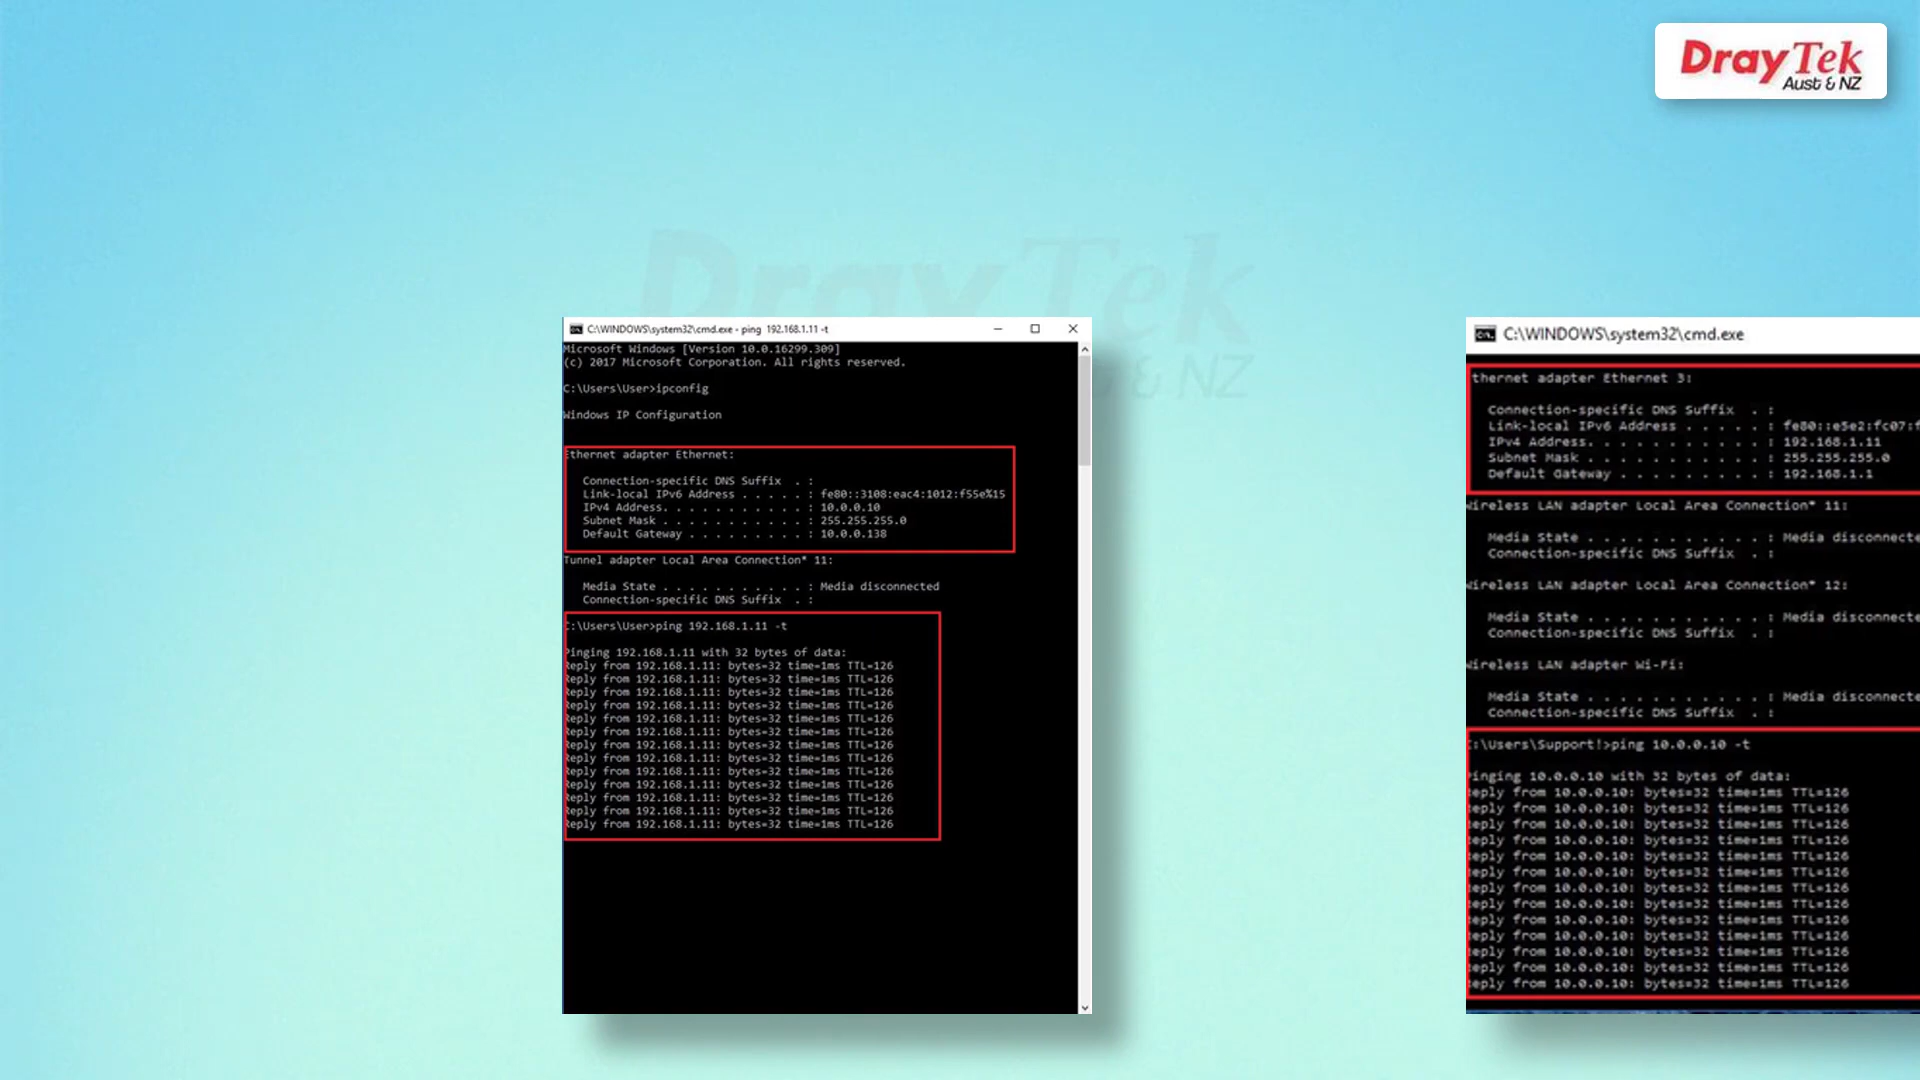 DrayTek
Aust & NZ
DrayTek
& NZ
C:\WINDOWS\system32\cmd.exe - ping 192.168.1.11 -t
Microsoft Windows [Version 10.0.16299.309]
(c) 2017 Microsoft Corporation. All rights reserved.
C:\Users\User>ipconfig
Windows IP Configuration
Ethernet adapter Ethernet:
Connection-specific DNS Suffix . :
Link-local IPv6 Address . . . . . : fe80::3108:eac4:1012:f55e%15
IPv4 Address. . . . . . . . . . . : 10.0.0.10
Subnet Mask . . . . . . . . . . . : 255.255.255.0
Default Gateway . . . . . . . . . : 10.0.0.138
Tunnel adapter Local Area Connection* 11:
Media State . . . . . . . . . . . : Media disconnected
Connection-specific DNS Suffix . :
C:\Users\User>ping 192.168.1.11 -t
Pinging 192.168.1.11 with 32 bytes of data:
Reply from 192.168.1.11: bytes=32 time=1ms TTL=126
Reply from 192.168.1.11: bytes=32 time=1ms TTL=126
Reply from 192.168.1.11: bytes=32 time=1ms TTL=126
Reply from 192.168.1.11: bytes=32 time=1ms TTL=126
Reply from 192.168.1.11: bytes=32 time=1ms TTL=126
Reply from 192.168.1.11: bytes=32 time=1ms TTL=126
Reply from 192.168.1.11: bytes=32 time=1ms TTL=126
Reply from 192.168.1.11: bytes=32 time=1ms TTL=126
Reply from 192.168.1.11: bytes=32 time=1ms TTL=126
Reply from 192.168.1.11: bytes=32 time=1ms TTL=126
Reply from 192.168.1.11: bytes=32 time=1ms TTL=126
Reply from 192.168.1.11: bytes=32 time=1ms TTL=126
Reply from 192.168.1.11: bytes=32 time=1ms TTL=126
C:\WINDOWS\system32\cmd.exe
thernet adapter Ethernet 3:
Connection-specific DNS Suffix . :
Link-local IPv6 Address . . . . . : fe80::e5e2:fc07:f
IPv4 Address. . . . . . . . . . . : 192.168.1.11
Subnet Mask . . . . . . . . . . . : 255.255.255.0
Default Gateway . . . . . . . . . : 192.168.1.1
Wireless LAN adapter Local Area Connection* 11:
Media State . . . . . . . . . . . : Media disconnecte
Connection-specific DNS Suffix . :
Wireless LAN adapter Local Area Connection* 12:
Media State . . . . . . . . . . . : Media disconnecte
Connection-specific DNS Suffix . :
Wireless LAN adapter Wi-Fi:
Media State . . . . . . . . . . . : Media disconnecte
Connection-specific DNS Suffix . :
C:\Users\Support!>ping 10.0.0.10 -t
Pinging 10.0.0.10 with 32 bytes of data:
eply from 10.0.0.10: bytes=32 time=1ms TTL=126
eply from 10.0.0.10: bytes=32 time=1ms TTL=126
eply from 10.0.0.10: bytes=32 time=1ms TTL=126
eply from 10.0.0.10: bytes=32 time=1ms TTL=126
eply from 10.0.0.10: bytes=32 time=1ms TTL=126
eply from 10.0.0.10: bytes=32 time=1ms TTL=126
eply from 10.0.0.10: bytes=32 time=1ms TTL=126
eply from 10.0.0.10: bytes=32 time=1ms TTL=126
eply from 10.0.0.10: bytes=32 time=1ms TTL=126
eply from 10.0.0.10: bytes=32 time=1ms TTL=126
eply from 10.0.0.10: bytes=32 time=1ms TTL=126
eply from 10.0.0.10: bytes=32 time=1ms TTL=126
eply from 10.0.0.10: bytes=32 time=1ms TTL=126